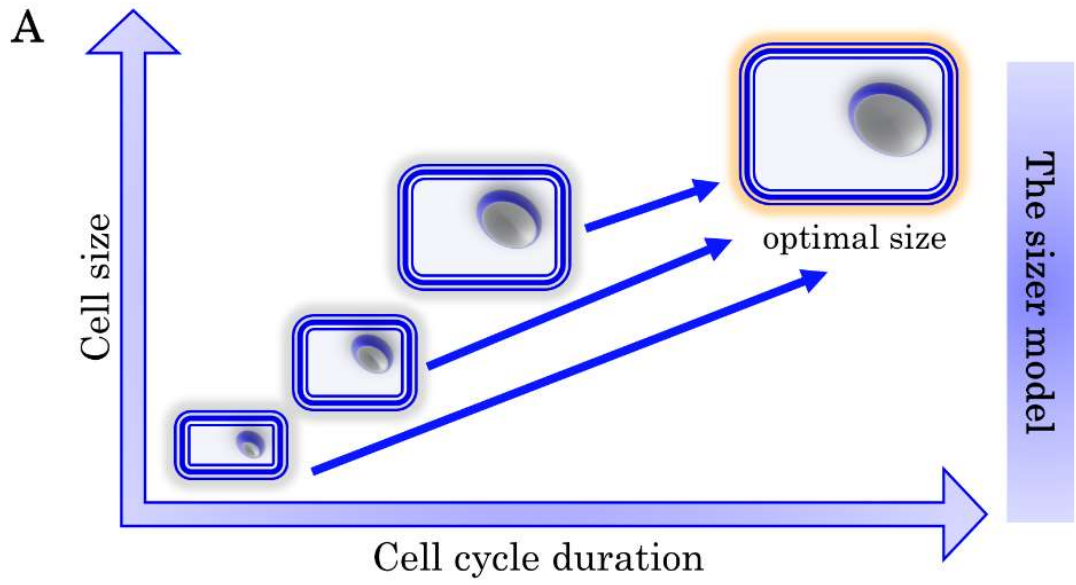 A
Cell size
optimal size
The sizer model
Cell cycle duration